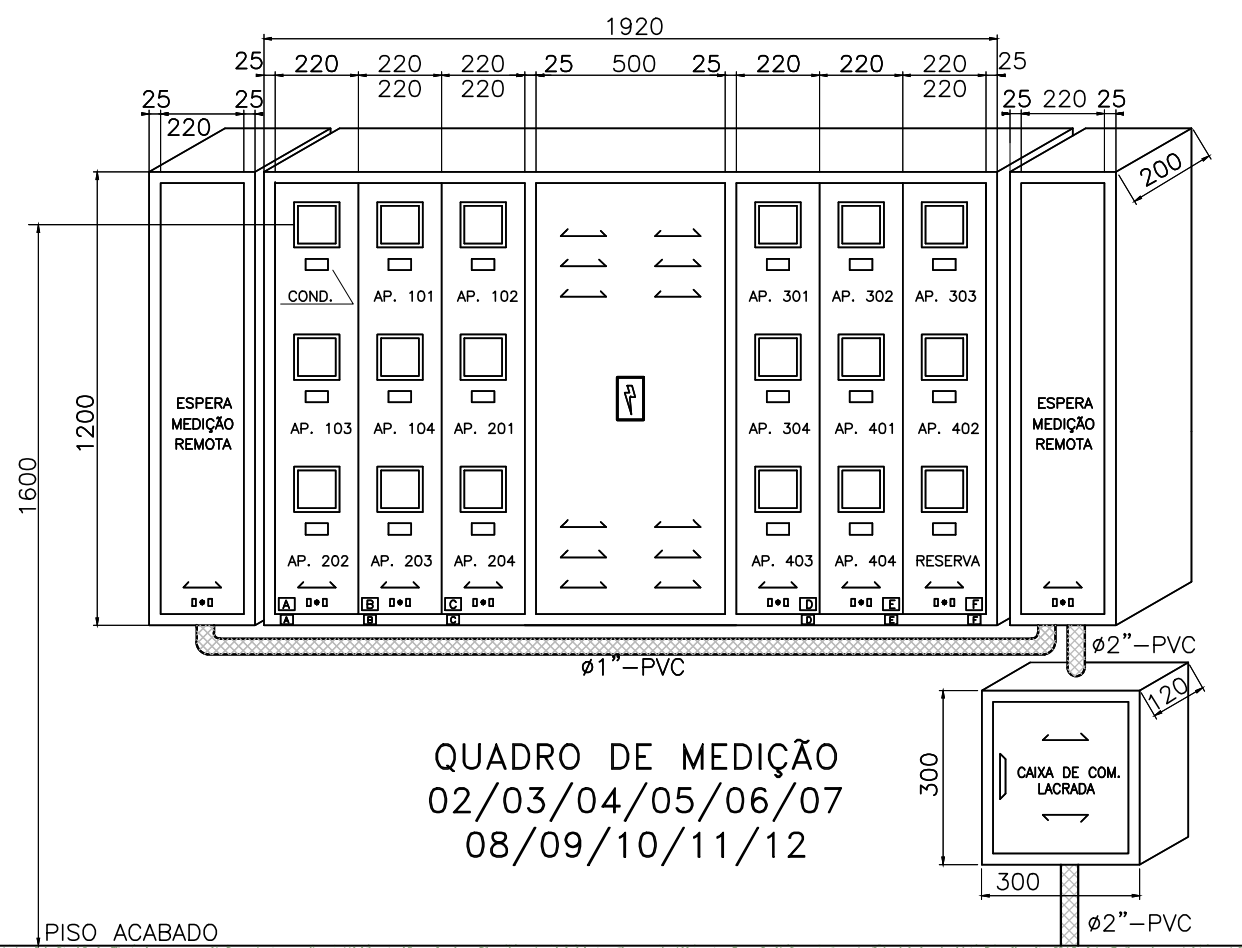 1920
25 220 220 220 25 500 25 220 220 220 25
220 220 220
25 220 25
25 220 25
200
1200
1600
COND. AP. 101 AP. 102 AP. 301 AP. 302 AP. 303
AP. 103 AP. 104 AP. 201 AP. 304 AP. 401 AP. 402
AP. 202 AP. 203 AP. 204 AP. 403 AP. 404 RESERVA
ESPERA
MEDIÇÃO
REMOTA
ESPERA
MEDIÇÃO
REMOTA
A B C D E F
A B C D E F
ø1"-PVC
ø2"-PVC
120
300
CAIXA DE COM.
LACRADA
300
ø2"-PVC
QUADRO DE MEDIÇÃO
02/03/04/05/06/07
08/09/10/11/12
PISO ACABADO